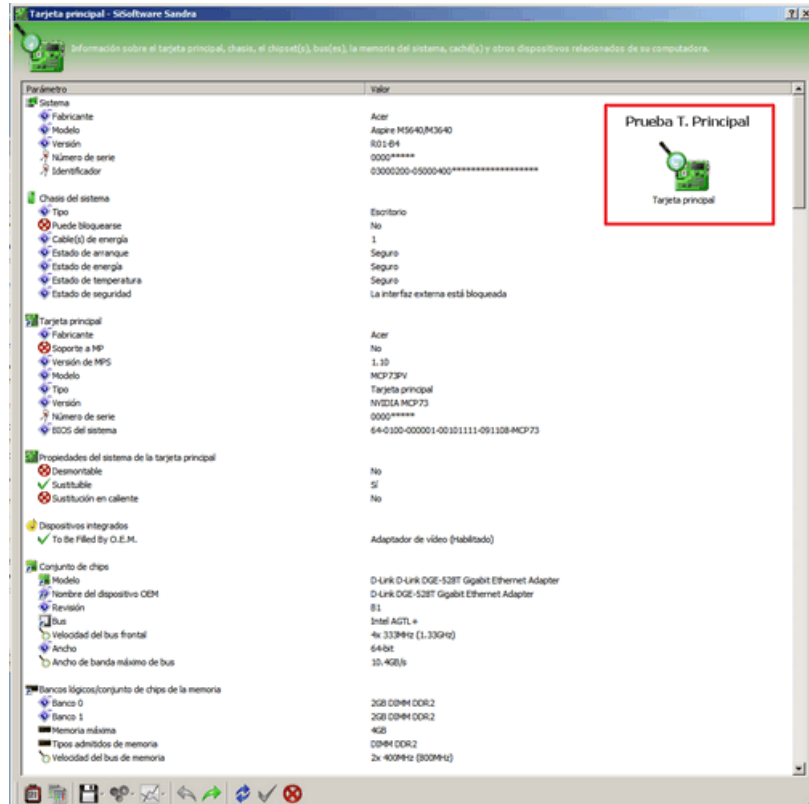 Tarjeta principal - SiSoftware Sandra
Información sobre el tarjeta principal, chasis, el chipset(s), bus(es), la memoria del sistema, caché(s) y otros dispositivos relacionados de su computadora.
Parámetro Valor
Sistema
Fabricante Acer
Modelo Aspire M5640/M3640
Versión R01-B4
Número de serie 0000*****
Identificador 03000200-05000400*******************
Prueba T. Principal
Tarjeta principal
Chasis del sistema
Tipo Escritorio
Puede bloquearse No
Cable(s) de energía 1
Estado de arranque Seguro
Estado de energía Seguro
Estado de temperatura Seguro
Estado de seguridad La interfaz externa está bloqueada
Tarjeta principal
Fabricante Acer
Soporte a MP No
Versión de MPS 1.10
Modelo MCP73PV
Tipo Tarjeta principal
Versión NVIDIA MCP73
Número de serie 0000*****
BIOS del sistema 64-0100-000001-00101111-091108-MCP73
Propiedades del sistema de la tarjeta principal
Desmontable No
Sustituible Sí
Sustitución en caliente No
Dispositivos integrados
To Be Filled By O.E.M. Adaptador de vídeo (Habilitado)
Conjunto de chips
Modelo D-Link D-Link DGE-528T Gigabit Ethernet Adapter
Nombre del dispositivo OEM D-Link DGE-528T Gigabit Ethernet Adapter
Revisión B1
Bus Intel AGTL+
Velocidad del bus frontal 4x 333MHz (1.33GHz)
Ancho 64-bit
Ancho de banda máximo de bus 10.4GB/s
Bancos lógicos/conjunto de chips de la memoria
Banco 0 2GB DIMM DDR2
Banco 1 2GB DIMM DDR2
Memoria máxima 4GB
Tipos admitidos de memoria DIMM DDR2
Velocidad del bus de memoria 2x 400MHz (800MHz)